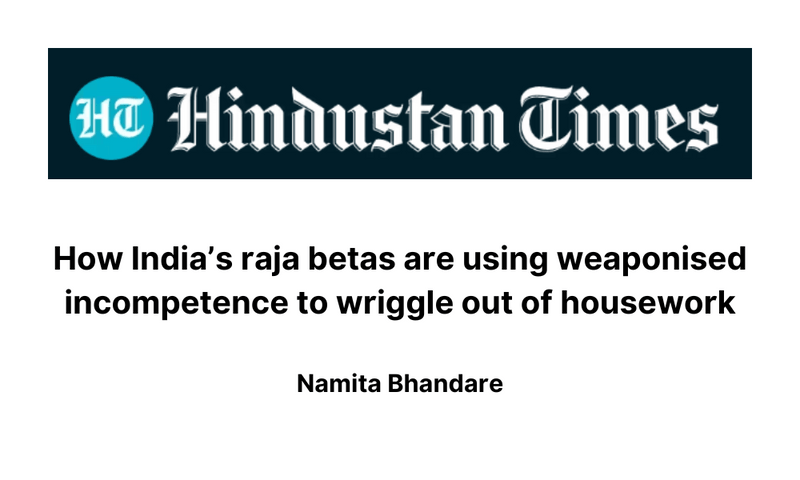 HT Hindustan Times
How India’s raja betas are using weaponised
incompetence to wriggle out of housework
Namita Bhandare